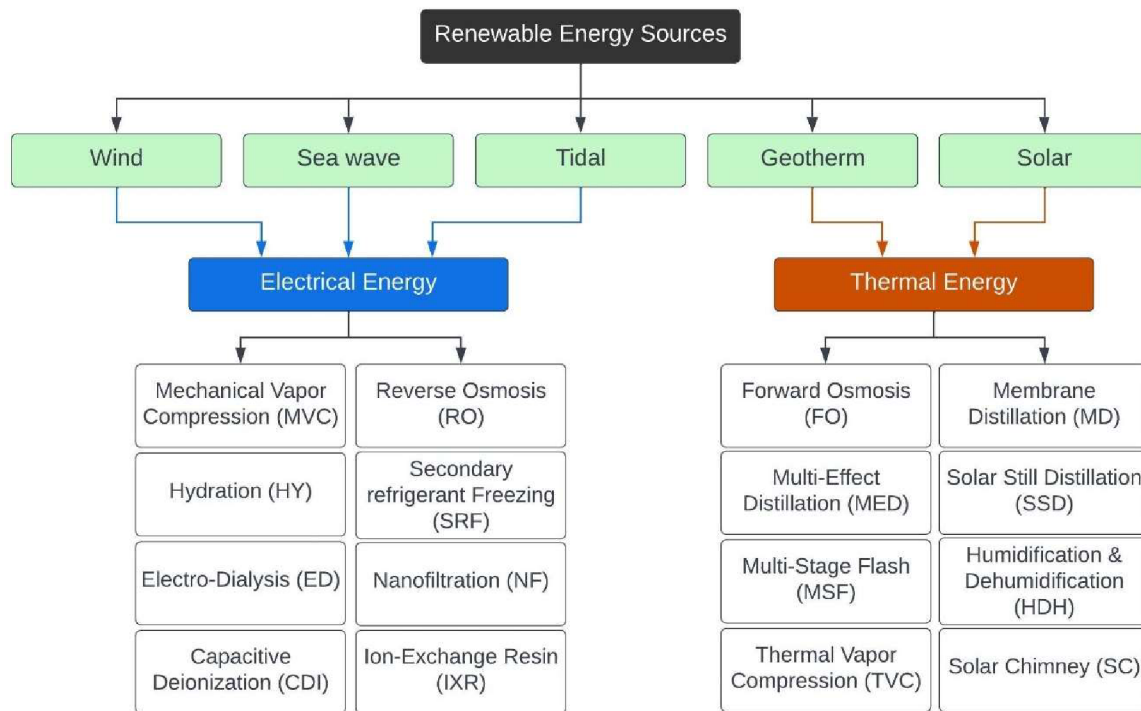 Renewable Energy Sources
Wind
Sea wave
Tidal
Geotherm
Solar
Electrical Energy
Thermal Energy
Mechanical Vapor
Compression (MVC)
Reverse Osmosis
(RO)
Forward Osmosis
(FO)
Membrane
Distillation (MD)
Hydration (HY)
Secondary
refrigerant Freezing
(SRF)
Multi-Effect
Distillation (MED)
Solar Still Distillation
(SSD)
Electro-Dialysis (ED)
Nanofiltration (NF)
Multi-Stage Flash
(MSF)
Humidification &
Dehumidification
(HDH)
Capacitive
Deionization (CDI)
Ion-Exchange Resin
(IXR)
Thermal Vapor
Compression (TVC)
Solar Chimney (SC)